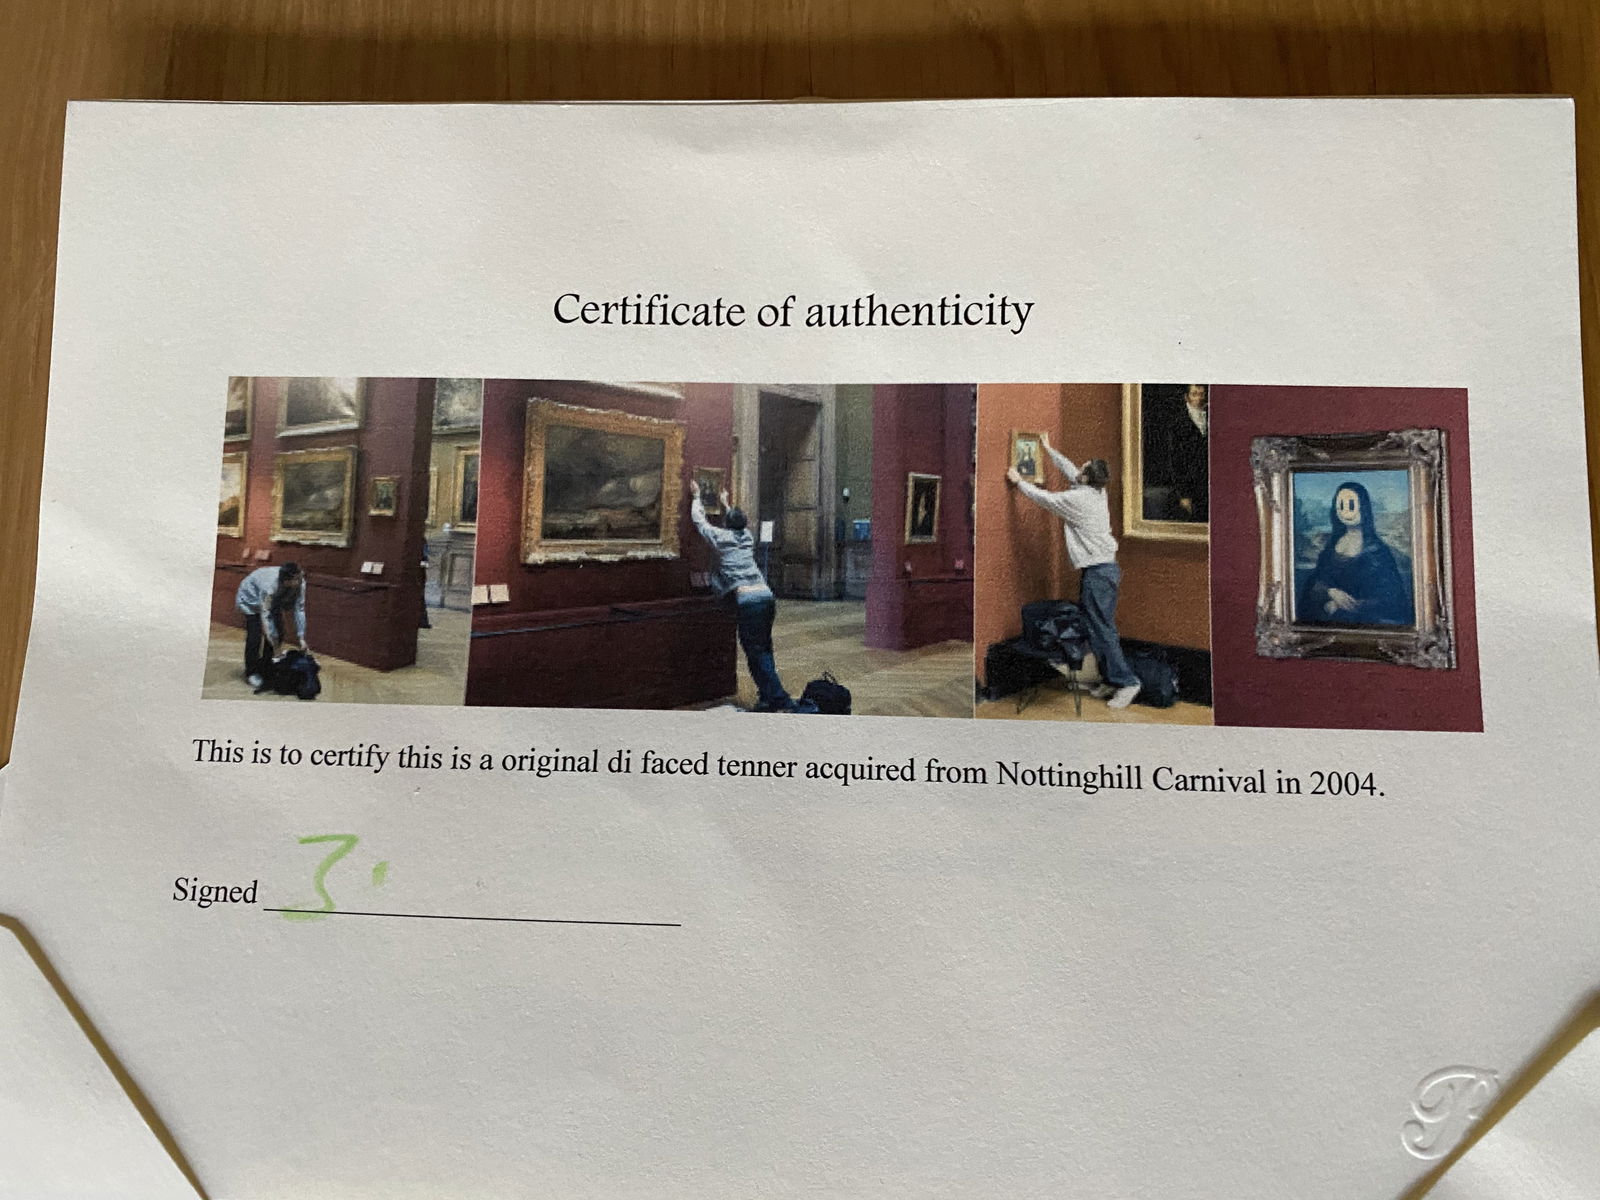 Certificate of authenticity
This is to certify this is a original di faced tenner acquired from Nottinghill Carnival in 2004.
Signed